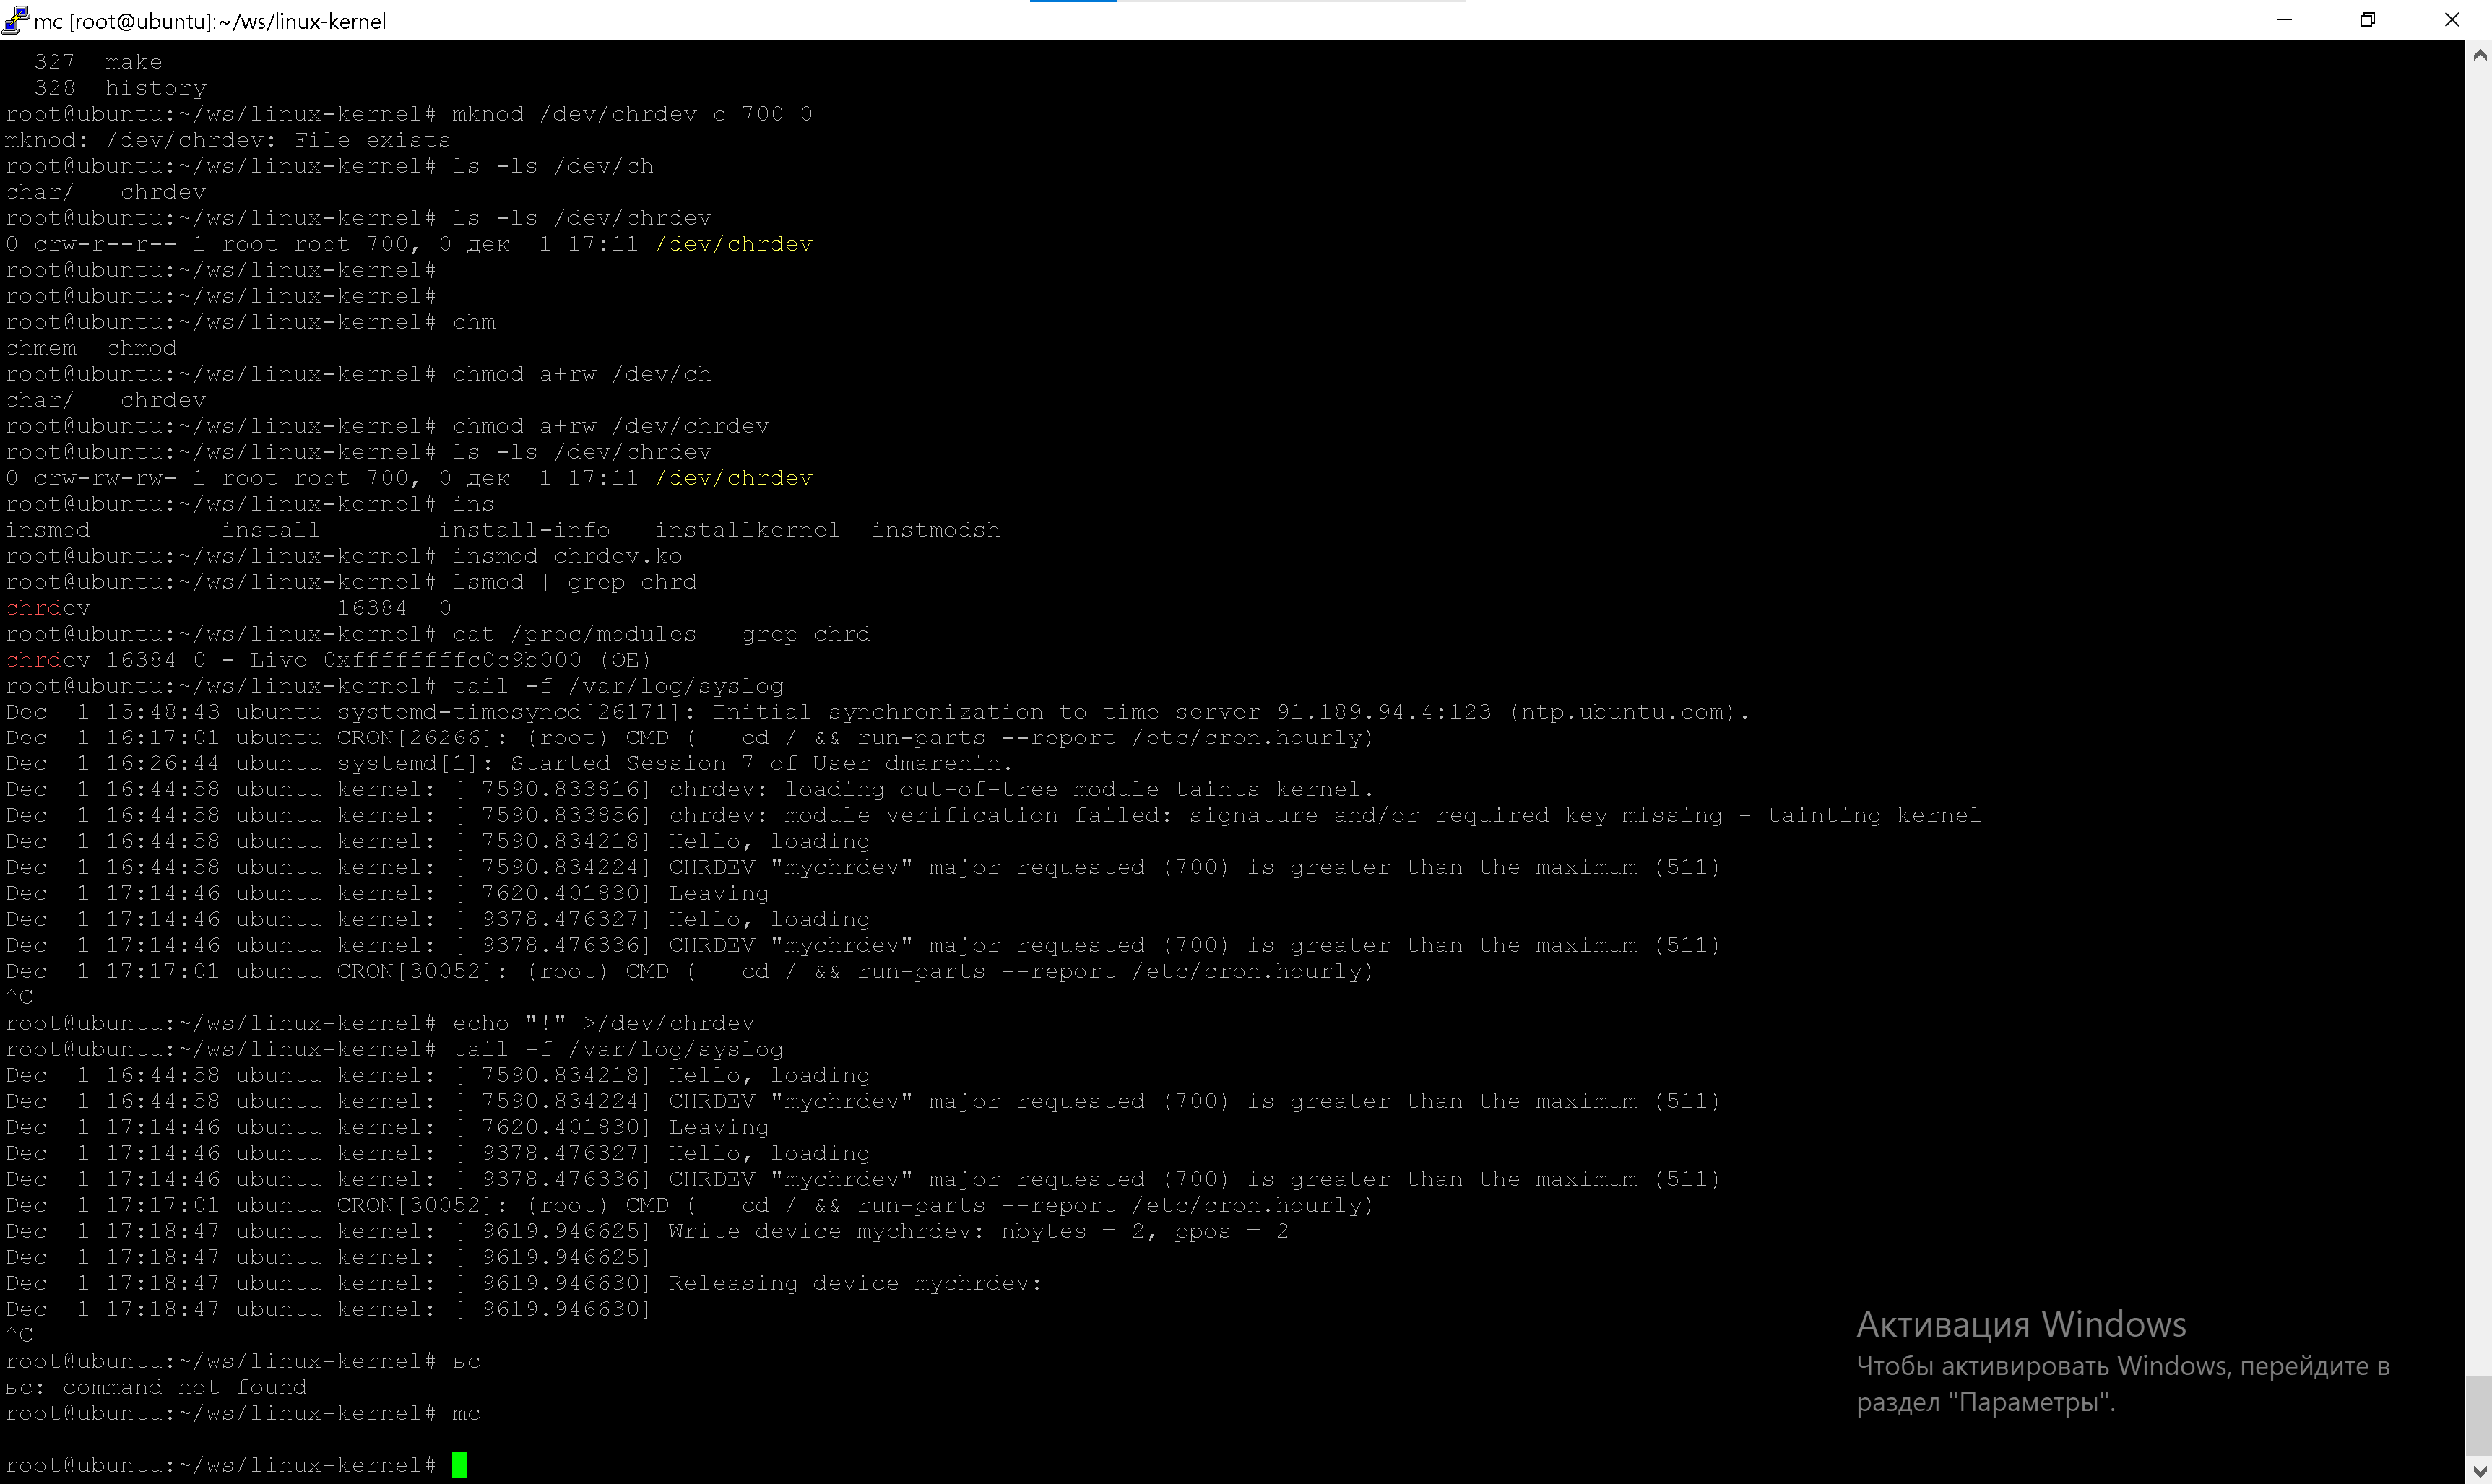 mc [root@ubuntu]:~/ws/linux-kernel
327  make
328  history
root@ubuntu:~/ws/linux-kernel# mknod /dev/chrdev c 700 0
mknod: /dev/chrdev: File exists
root@ubuntu:~/ws/linux-kernel# ls -ls /dev/ch
char/   chrdev
root@ubuntu:~/ws/linux-kernel# ls -ls /dev/chrdev
0 crw-r--r-- 1 root root 700, 0 дек  1 17:11 /dev/chrdev
root@ubuntu:~/ws/linux-kernel#
root@ubuntu:~/ws/linux-kernel#
root@ubuntu:~/ws/linux-kernel# chm
chmem  chmod
root@ubuntu:~/ws/linux-kernel# chmod a+rw /dev/ch
char/   chrdev
root@ubuntu:~/ws/linux-kernel# chmod a+rw /dev/chrdev
root@ubuntu:~/ws/linux-kernel# ls -ls /dev/chrdev
0 crw-rw-rw- 1 root root 700, 0 дек  1 17:11 /dev/chrdev
root@ubuntu:~/ws/linux-kernel# ins
insmod         install        install-info   installkernel  instmodsh
root@ubuntu:~/ws/linux-kernel# insmod chrdev.ko
root@ubuntu:~/ws/linux-kernel# lsmod | grep chrd
chrdev                 16384  0
root@ubuntu:~/ws/linux-kernel# cat /proc/modules | grep chrd
chrdev 16384 0 - Live 0xffffffffc0c9b000 (OE)
root@ubuntu:~/ws/linux-kernel# tail -f /var/log/syslog
Dec  1 15:48:43 ubuntu systemd-timesyncd[26171]: Initial synchronization to time server 91.189.94.4:123 (ntp.ubuntu.com).
Dec  1 16:17:01 ubuntu CRON[26266]: (root) CMD (   cd / && run-parts --report /etc/cron.hourly)
Dec  1 16:26:44 ubuntu systemd[1]: Started Session 7 of User dmarenin.
Dec  1 16:44:58 ubuntu kernel: [ 7590.833816] chrdev: loading out-of-tree module taints kernel.
Dec  1 16:44:58 ubuntu kernel: [ 7590.833856] chrdev: module verification failed: signature and/or required key missing - tainting kernel
Dec  1 16:44:58 ubuntu kernel: [ 7590.834218] Hello, loading
Dec  1 16:44:58 ubuntu kernel: [ 7590.834224] CHRDEV "mychrdev" major requested (700) is greater than the maximum (511)
Dec  1 17:14:46 ubuntu kernel: [ 7620.401830] Leaving
Dec  1 17:14:46 ubuntu kernel: [ 9378.476327] Hello, loading
Dec  1 17:14:46 ubuntu kernel: [ 9378.476336] CHRDEV "mychrdev" major requested (700) is greater than the maximum (511)
Dec  1 17:17:01 ubuntu CRON[30052]: (root) CMD (   cd / && run-parts --report /etc/cron.hourly)
^C
root@ubuntu:~/ws/linux-kernel# echo "!" >/dev/chrdev
root@ubuntu:~/ws/linux-kernel# tail -f /var/log/syslog
Dec  1 16:44:58 ubuntu kernel: [ 7590.834218] Hello, loading
Dec  1 16:44:58 ubuntu kernel: [ 7590.834224] CHRDEV "mychrdev" major requested (700) is greater than the maximum (511)
Dec  1 17:14:46 ubuntu kernel: [ 7620.401830] Leaving
Dec  1 17:14:46 ubuntu kernel: [ 9378.476327] Hello, loading
Dec  1 17:14:46 ubuntu kernel: [ 9378.476336] CHRDEV "mychrdev" major requested (700) is greater than the maximum (511)
Dec  1 17:17:01 ubuntu CRON[30052]: (root) CMD (   cd / && run-parts --report /etc/cron.hourly)
Dec  1 17:18:47 ubuntu kernel: [ 9619.946625] Write device mychrdev: nbytes = 2, ppos = 2
Dec  1 17:18:47 ubuntu kernel: [ 9619.946625]
Dec  1 17:18:47 ubuntu kernel: [ 9619.946630] Releasing device mychrdev:
Dec  1 17:18:47 ubuntu kernel: [ 9619.946630]
^C
root@ubuntu:~/ws/linux-kernel# ьс
ьс: command not found
root@ubuntu:~/ws/linux-kernel# mc
root@ubuntu:~/ws/linux-kernel#
Активация Windows
Чтобы активировать Windows, перейдите в
раздел "Параметры".